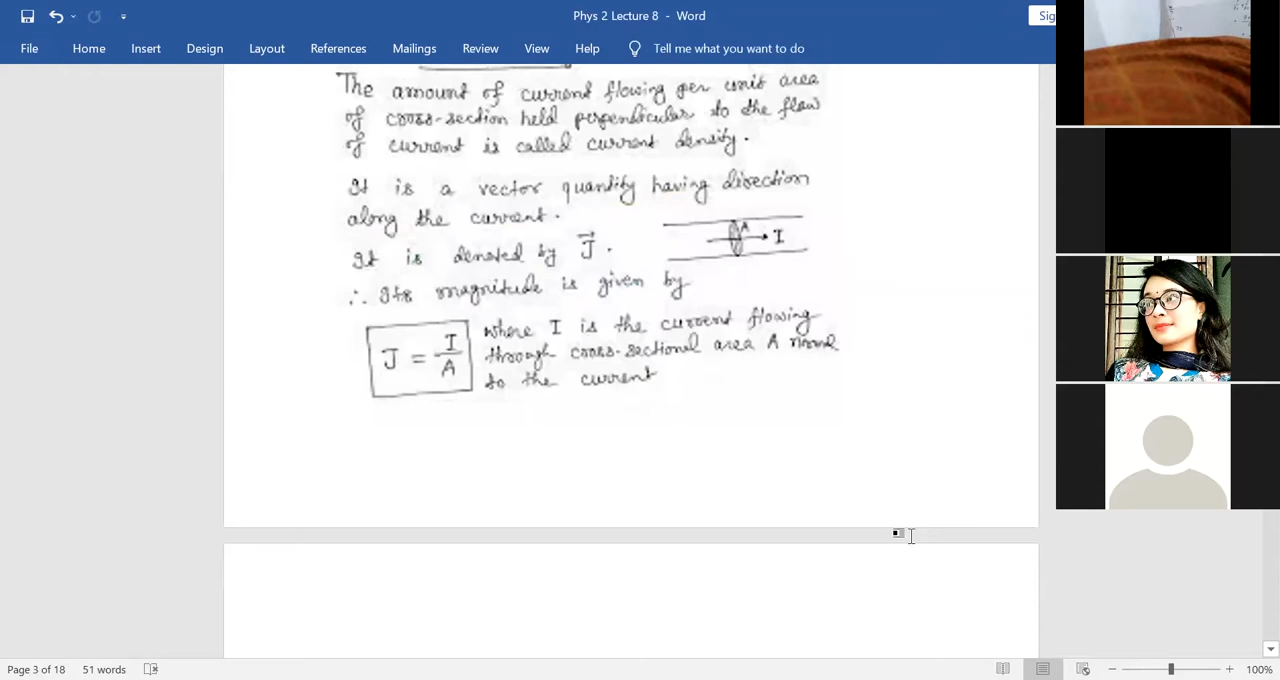 Phys 2 Lecture 8 - Word
Sig
File Home Insert Design Layout References Mailings Review View Help Tell me what you want to do
The amount of current flowing per unit area
of cross-section held perpendicular to the flow
of current is called current density.
It is a vector quantity having direction
along the current.
A
I
It is denoted by J⃗ .
∴ Its magnitude is given by
J = I/A
where I is the current flowing
through cross-sectional area A normal
to the current
Page 3 of 18 51 words 100%